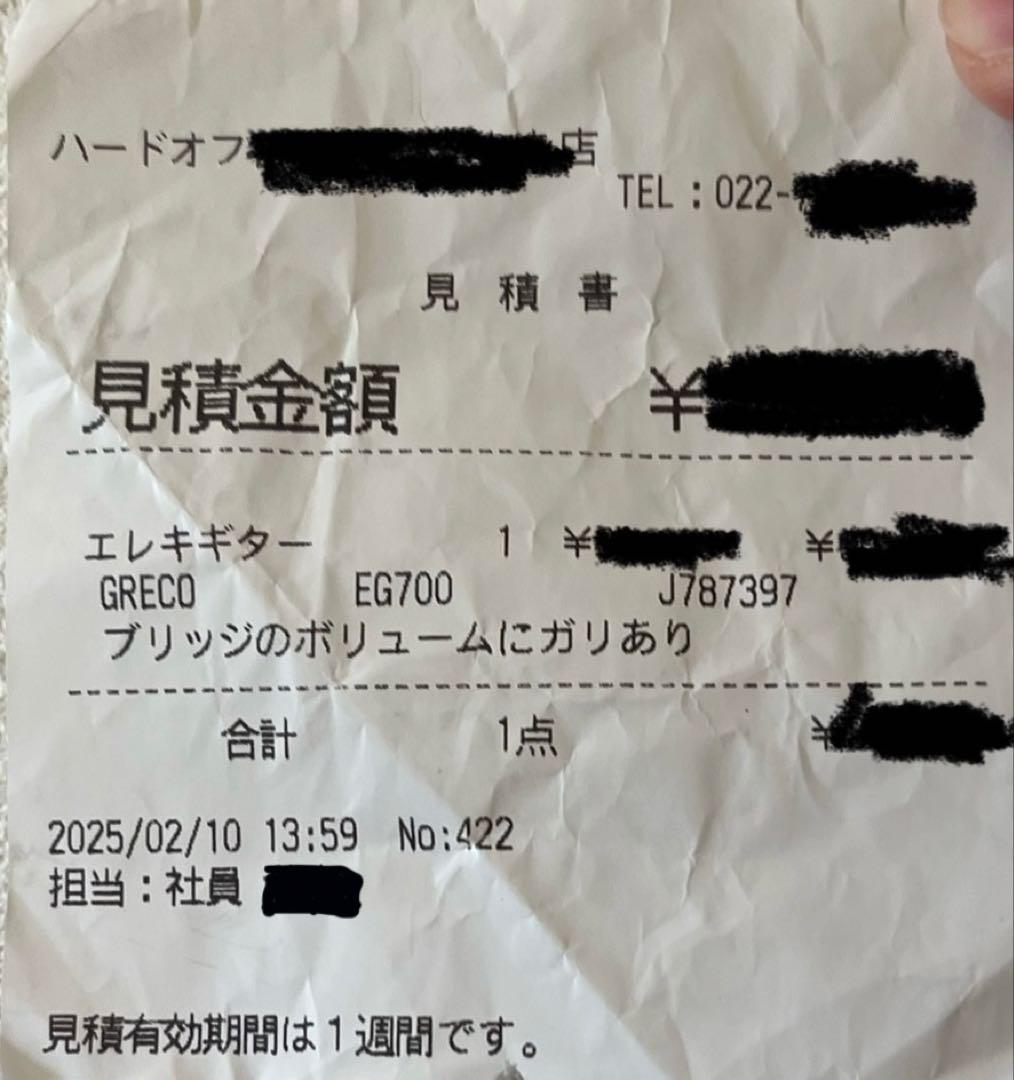 ハードオフ 店
TEL：022-
見 積 書
見積金額 ¥
エレキギター 1 ¥ ¥
GRECO EG700 J787397
ブリッジのボリュームにガリあり
合計 1点 ¥
2025/02/10 13:59 No:422
担当：社員
見積有効期間は１週間です。